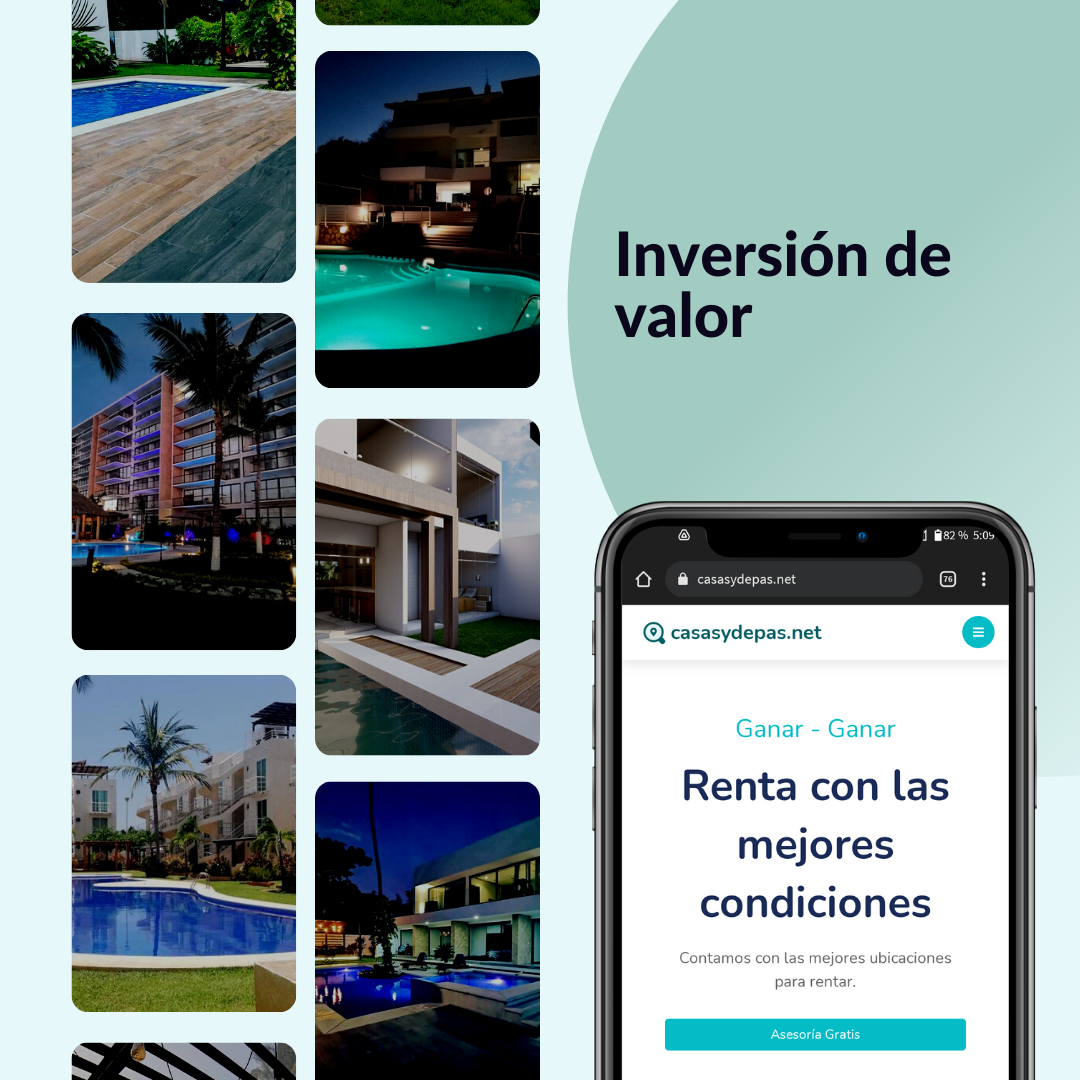 Inversión de
valor
82 % 5:09
casasydepas.net
76
casasydepas.net
Ganar - Ganar
Renta con las
mejores
condiciones
Contamos con las mejores ubicaciones
para rentar.
Asesoría Gratis